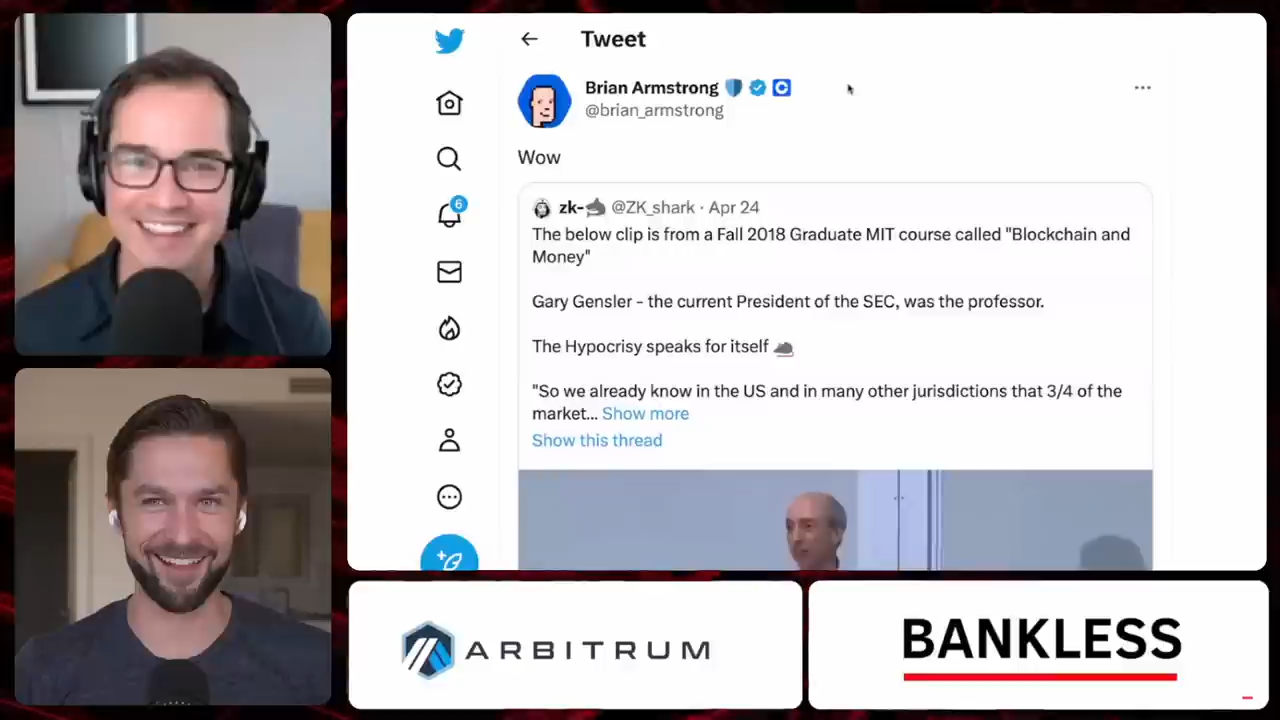 Tweet
Brian Armstrong
@brian_armstrong
Wow
6
zk- @ZK_shark · Apr 24
The below clip is from a Fall 2018 Graduate MIT course called "Blockchain and
Money"
Gary Gensler - the current President of the SEC, was the professor.
The Hypocrisy speaks for itself
"So we already know in the US and in many other jurisdictions that 3/4 of the
market... Show more
Show this thread
ARBITRUM
BANKLESS